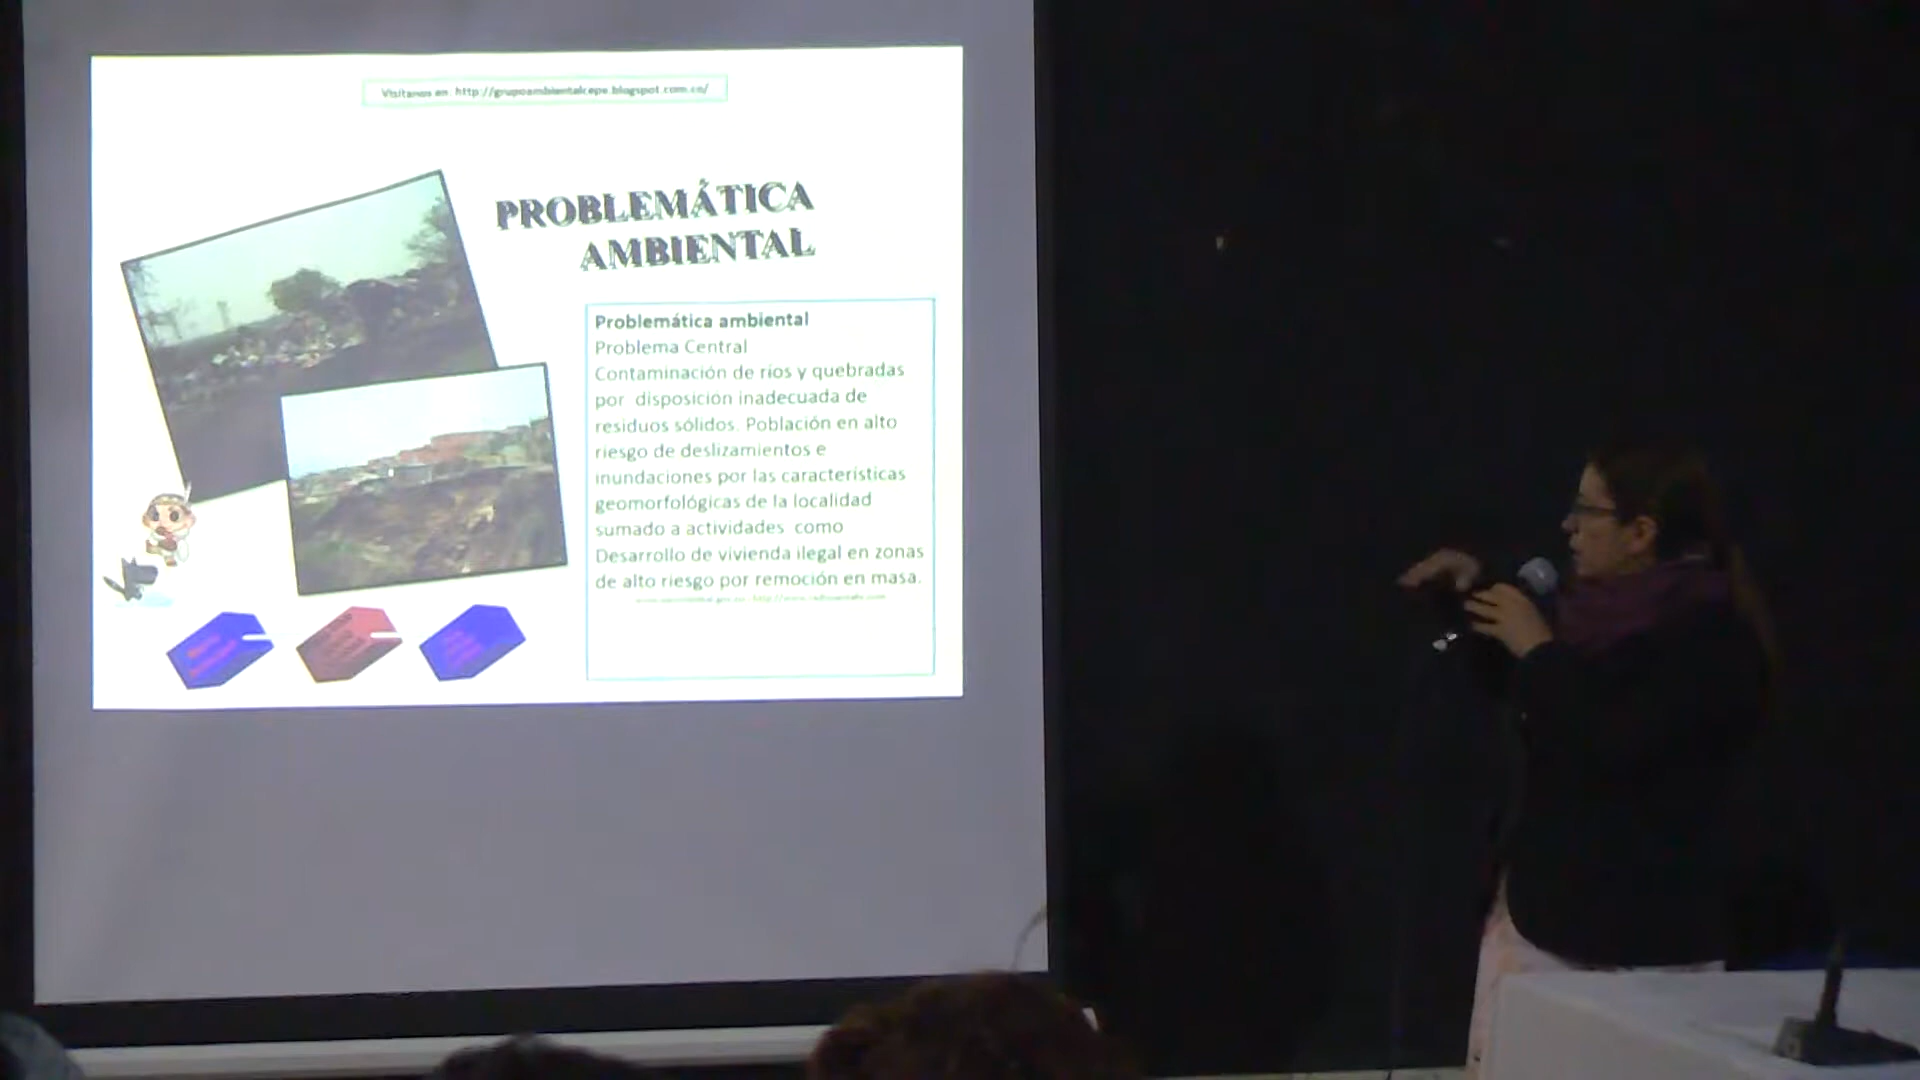 Visítanos en: http://grupoambientalcepe.blogspot.com.co/
PROBLEMÁTICA
AMBIENTAL
Problemática ambiental
Problema Central
Contaminación de ríos y quebradas
por disposición inadecuada de
residuos sólidos. Población en alto
riesgo de deslizamientos e
inundaciones por las características
geomorfológicas de la localidad
sumado a actividades como
Desarrollo de vivienda ilegal en zonas
de alto riesgo por remoción en masa.